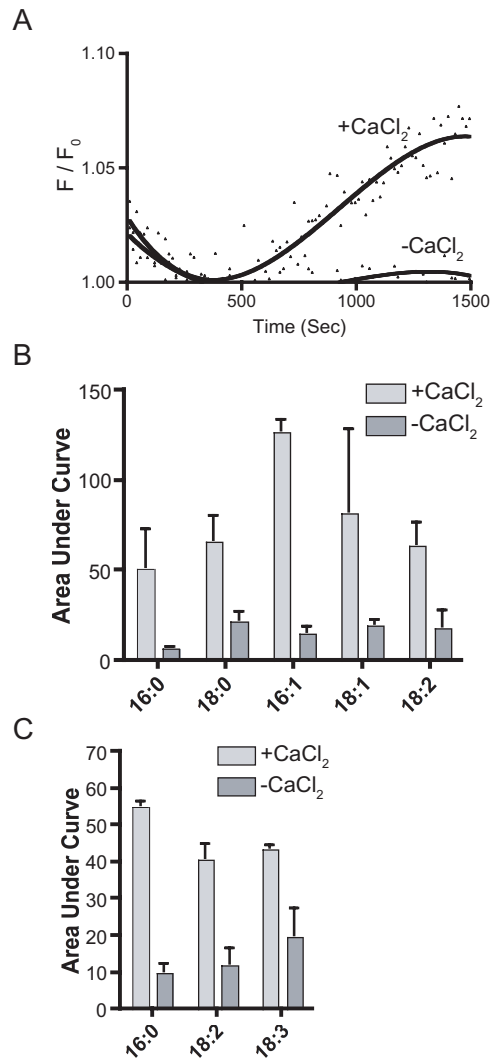 A
1.10
1.05
1.00
F / F₀
+CaCl₂
-CaCl₂
0
500
1000
1500
Time (Sec)
B
150
100
50
0
Area Under Curve
+CaCl₂
-CaCl₂
16:0
18:0
16:1
18:1
18:2
C
70
60
50
40
30
20
10
0
Area Under Curve
+CaCl₂
-CaCl₂
16:0
18:2
18:3